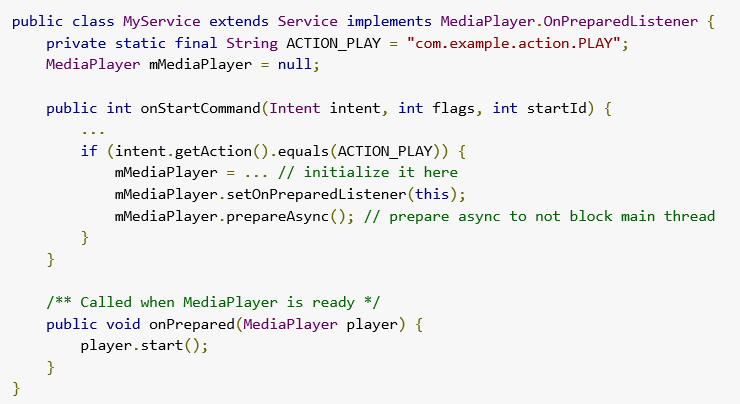 public class MyService extends Service implements MediaPlayer.OnPreparedListener {
    private static final String ACTION_PLAY = "com.example.action.PLAY";
    MediaPlayer mMediaPlayer = null;

    public int onStartCommand(Intent intent, int flags, int startId) {
        ...
        if (intent.getAction().equals(ACTION_PLAY)) {
            mMediaPlayer = ... // initialize it here
            mMediaPlayer.setOnPreparedListener(this);
            mMediaPlayer.prepareAsync(); // prepare async to not block main thread
        }
    }

    /** Called when MediaPlayer is ready */
    public void onPrepared(MediaPlayer player) {
        player.start();
    }
}